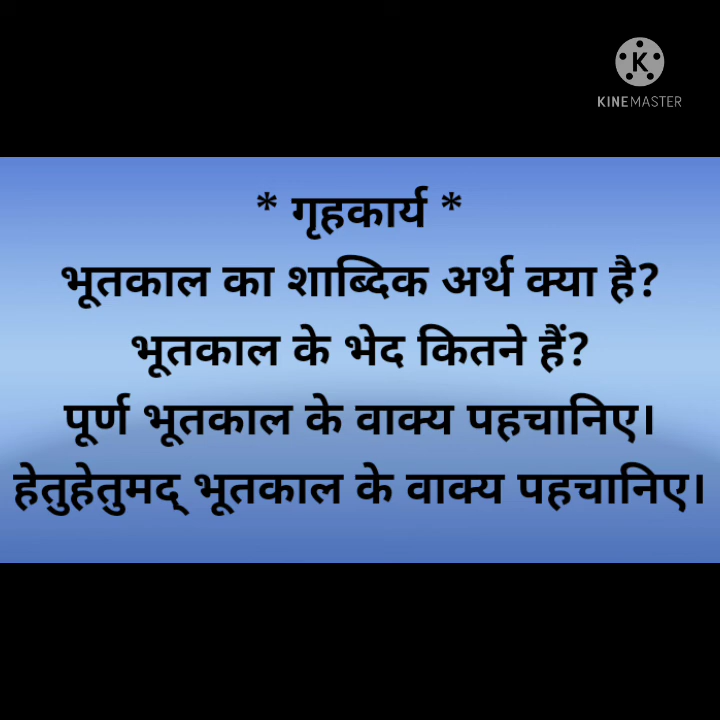 K
KINEMASTER
* गृहकार्य *
भूतकाल का शाब्दिक अर्थ क्या है?
भूतकाल के भेद कितने हैं?
पूर्ण भूतकाल के वाक्य पहचानिए।
हेतुहेतुमद् भूतकाल के वाक्य पहचानिए।